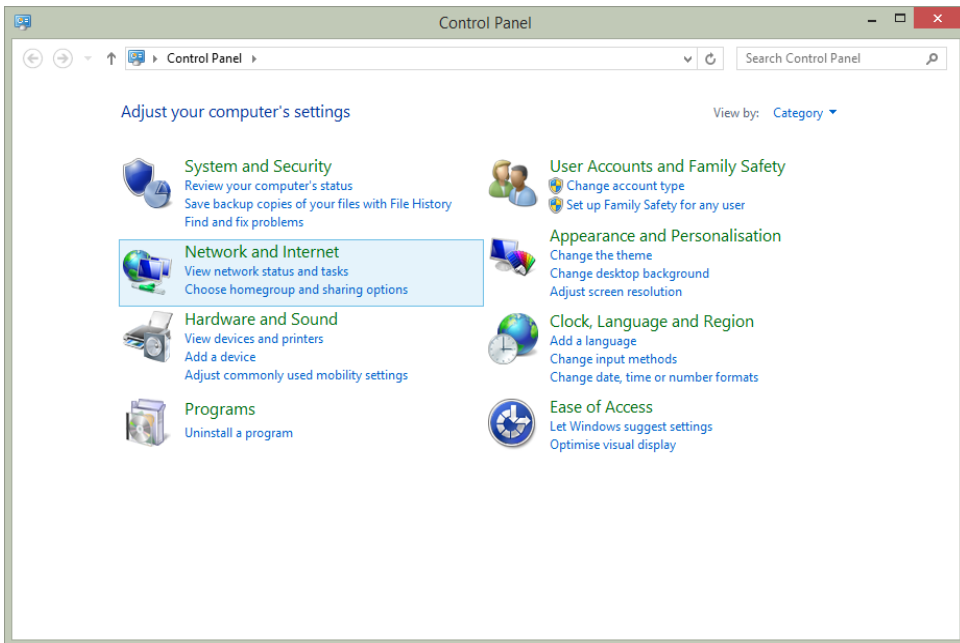 Control Panel
Control Panel
Search Control Panel
Adjust your computer's settings
View by: Category
System and Security
Review your computer's status
Save backup copies of your files with File History
Find and fix problems
Network and Internet
View network status and tasks
Choose homegroup and sharing options
Hardware and Sound
View devices and printers
Add a device
Adjust commonly used mobility settings
Programs
Uninstall a program
User Accounts and Family Safety
Change account type
Set up Family Safety for any user
Appearance and Personalisation
Change the theme
Change desktop background
Adjust screen resolution
Clock, Language and Region
Add a language
Change input methods
Change date, time or number formats
Ease of Access
Let Windows suggest settings
Optimise visual display